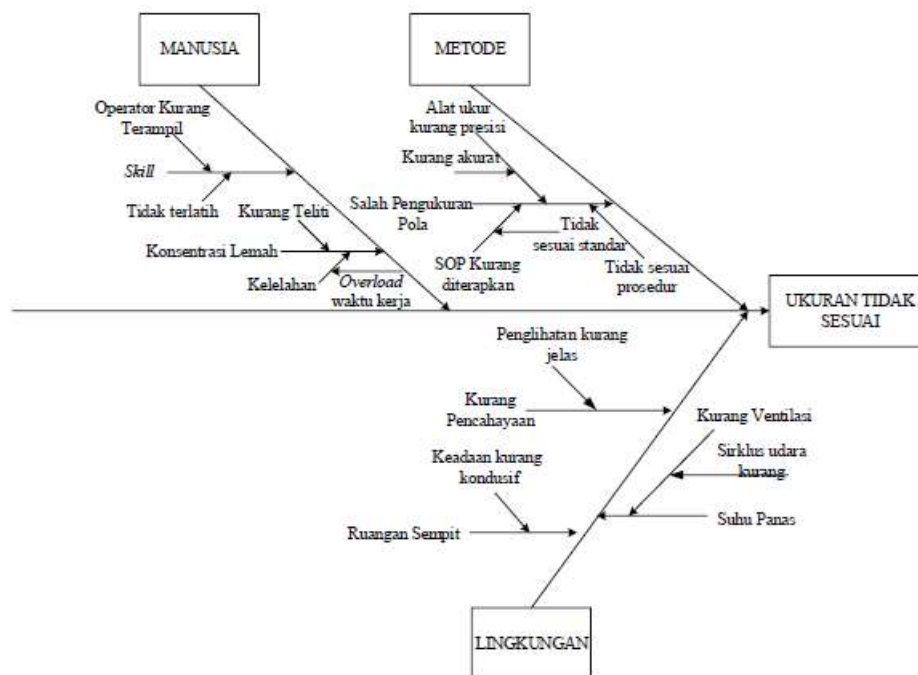 MANUSIA
METODE
Operator Kurang
Terampil
Skill
Tidak terlatih
Kurang Teliti
Konsentrasi Lemah
Kelelahan
Overload
waktu kerja
Alat ukur
kurang presisi
Kurang akurat
Salah Pengukuran
Pola
Tidak
sesuai standar
SOP Kurang
diterapkan
Tidak sesuai
prosedur
UKURAN TIDAK
SESUAI
Penglihatan kurang
jelas
Kurang
Pencahayaan
Kurang Ventilasi
Sirklus udara
kurang
Keadaan kurang
kondusif
Ruangan Sempit
Suhu Panas
LINGKUNGAN